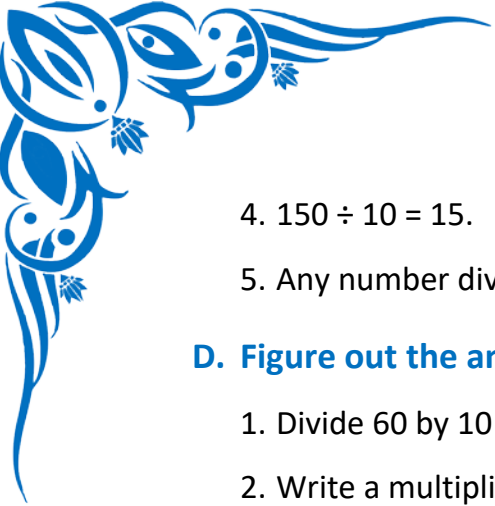 4. 150 ÷ 10 = 15.
5. Any number div
D. Figure out the ar
1. Divide 60 by 10
2. Write a multipli